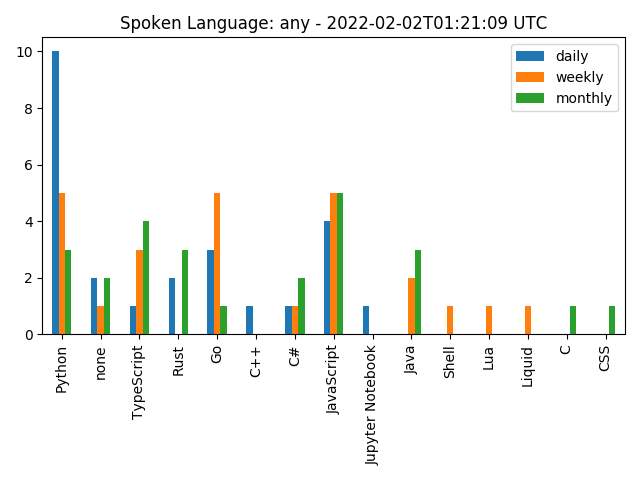 Spoken Language: any - 2022-02-02T01:21:09 UTC
daily
weekly
monthly
10
8
6
4
2
0
Python
none
TypeScript
Rust
Go
C++
C#
JavaScript
Jupyter Notebook
Java
Shell
Lua
Liquid
C
CSS